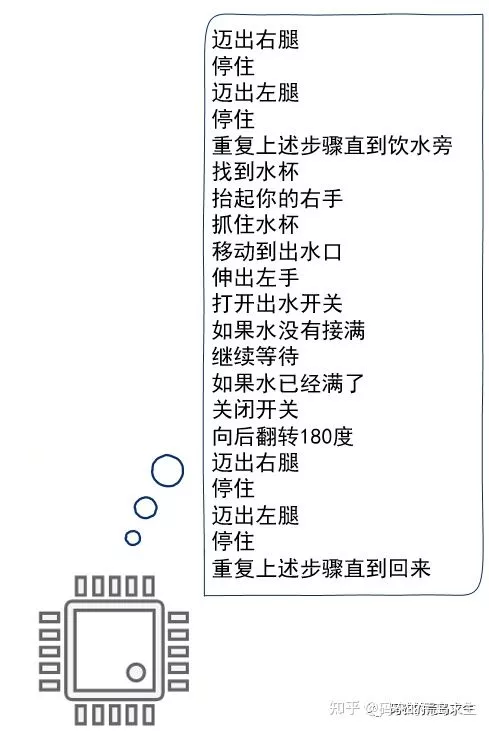 迈出右腿
停住
迈出左腿
停住
重复上述步骤直到饮水旁
找到水杯
抬起你的右手
抓住水杯
移动到出水口
伸出左手
打开出水开关
如果水没有接满
继续等待
如果水已经满了
关闭开关
向后翻转180度
迈出右腿
停住
迈出左腿
停住
重复上述步骤直到回来
知乎 @码农的荒岛求生